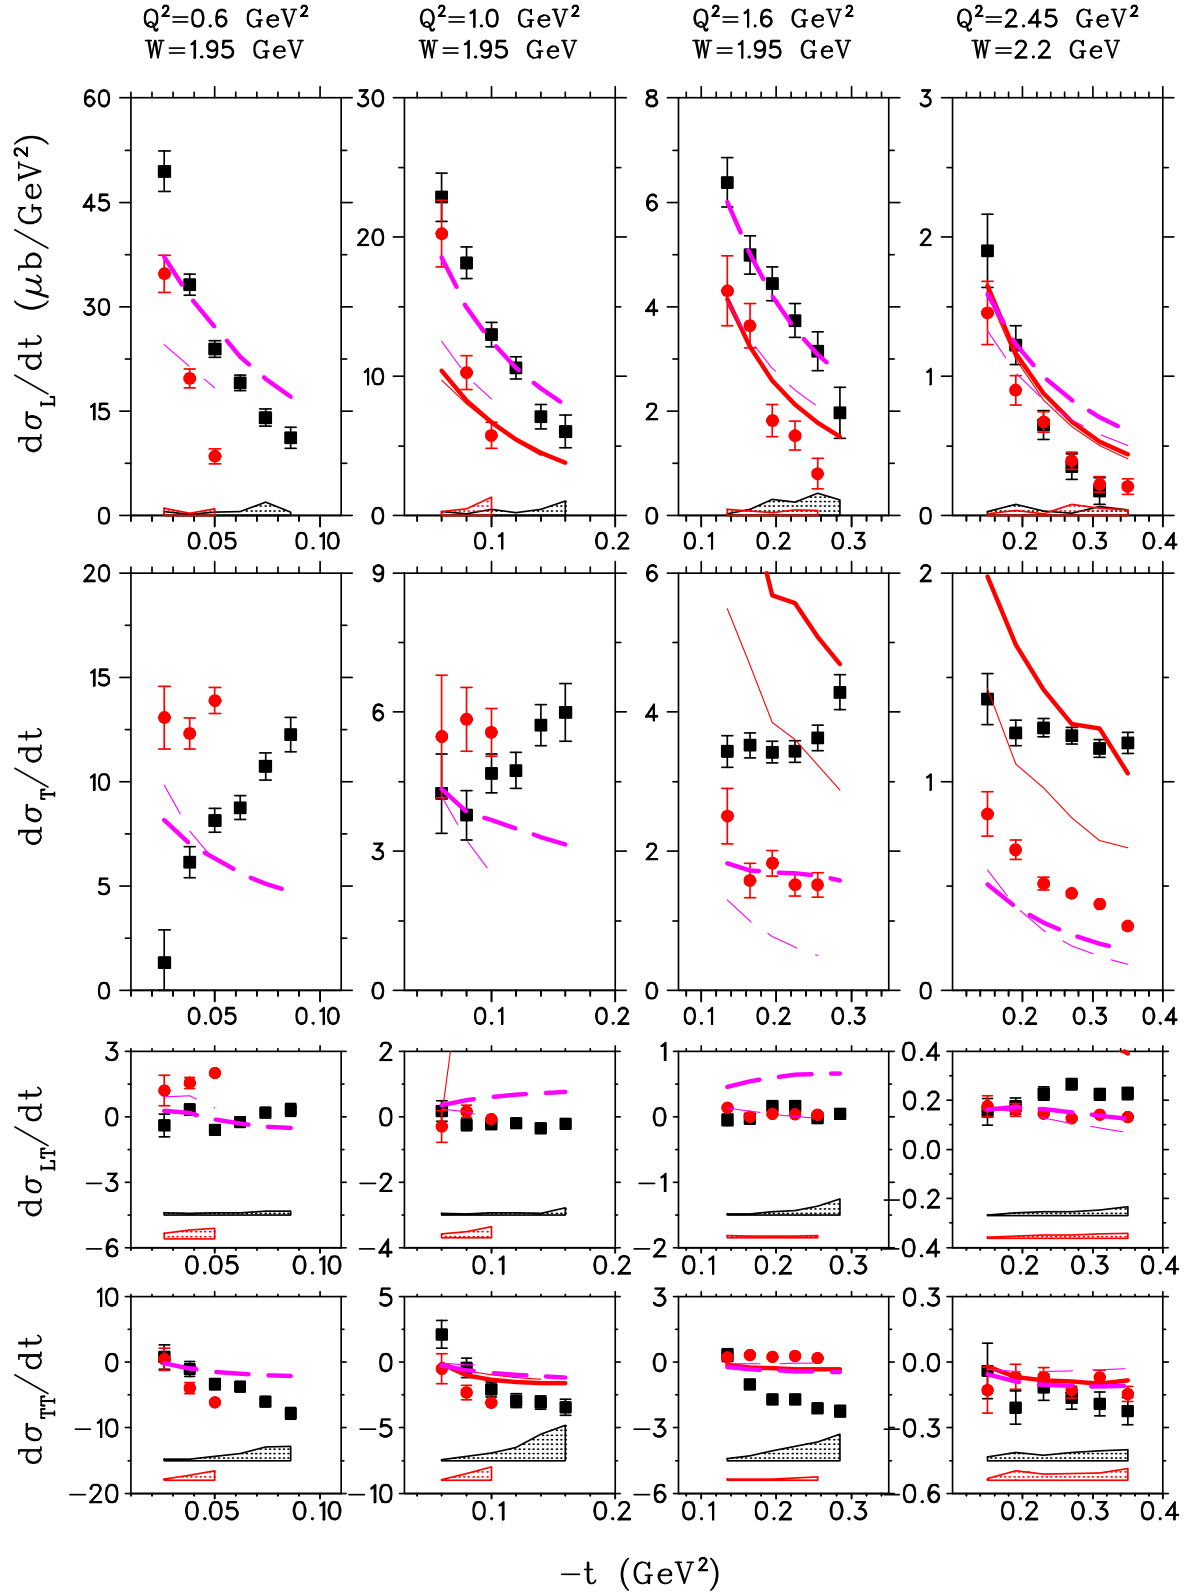 Q²=0.6 GeV² Q²=1.0 GeV² Q²=1.6 GeV² Q²=2.45 GeV²
W=1.95 GeV W=1.95 GeV W=1.95 GeV W=2.2 GeV
dσ_L/dt (μb/GeV²)
60 30 8 3
45 6
20 2
30 4
10 1
15 2
0 0 0 0
0.05 0.10 0.1 0.2 0.1 0.2 0.3 0.2 0.3 0.4
dσ_T/dt
20 9 6 2
15
6 4
10 1
3 2
5
0 0 0 0
0.05 0.10 0.1 0.2 0.1 0.2 0.3 0.2 0.3 0.4
dσ_LT/dt
3 2 1 0.4
0.2
0 0 0 0.0
−3 −2 −1 −0.2
−6 −4 −2 −0.4
0.05 0.10 0.1 0.2 0.1 0.2 0.3 0.2 0.3 0.4
dσ_TT/dt
10 5 3 0.3
0 0 0 0.0
−10 −5 −3 −0.3
−20 −10 −6 −0.6
0.05 0.10 0.1 0.2 0.1 0.2 0.3 0.2 0.3 0.4
−t (GeV²)